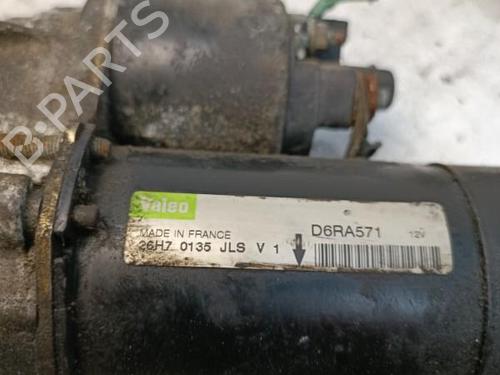 B-PARTS
Valeo
MADE IN FRANCE
D6RA571 12V
26H7 0135 JLS V 1